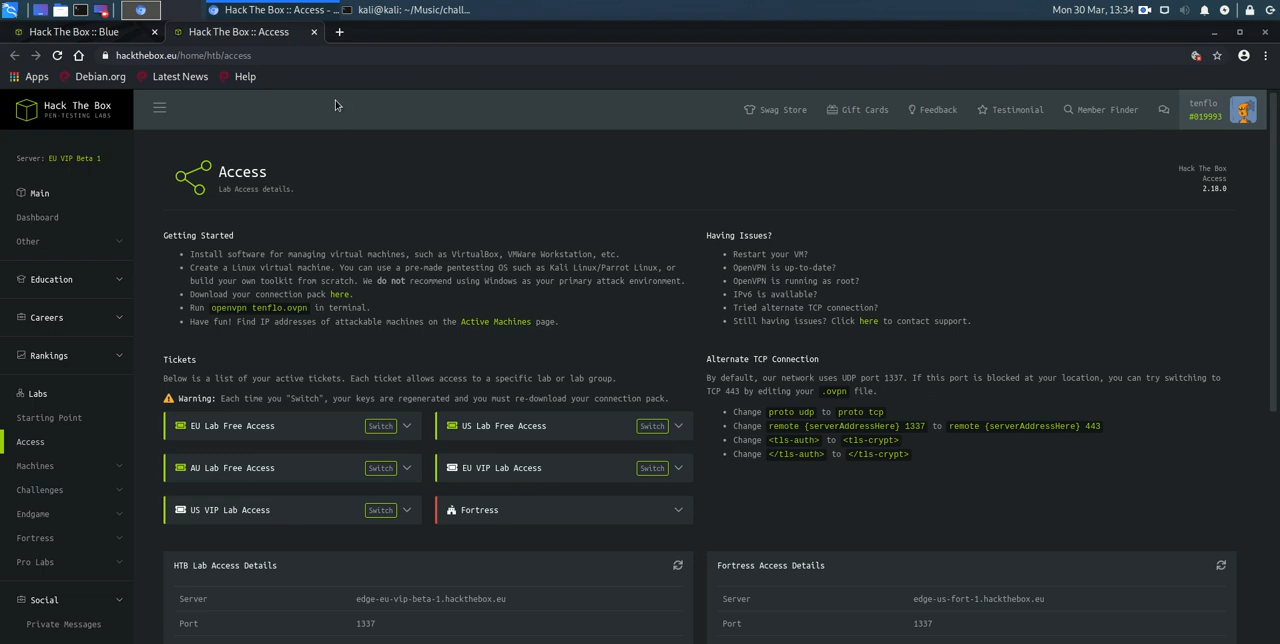 Hack The Box :: Access - ...
kali@kali: ~/Music/chall...
Mon 30 Mar, 13:34
Hack The Box :: Blue
Hack The Box :: Access
hackthebox.eu/home/htb/access
Apps
Debian.org
Latest News
Help
Hack The Box
PEN-TESTING LABS
Swag Store
Gift Cards
Feedback
Testimonial
Member Finder
tenflo
#019993
Server: EU VIP Beta 1
Main
Dashboard
Other
Education
Careers
Rankings
Labs
Starting Point
Access
Machines
Challenges
Endgame
Fortress
Pro Labs
Social
Private Messages
Access
Lab Access details.
Hack The Box
Access
2.18.0
Getting Started
• Install software for managing virtual machines, such as VirtualBox, VMWare Workstation, etc.
• Create a Linux virtual machine. You can use a pre-made pentesting OS such as Kali Linux/Parrot Linux, or
build your own toolkit from scratch. We do not recommend using Windows as your primary attack environment.
• Download your connection pack here.
• Run openvpn tenflo.ovpn in terminal.
• Have fun! Find IP addresses of attackable machines on the Active Machines page.
Having Issues?
• Restart your VM?
• OpenVPN is up-to-date?
• OpenVPN is running as root?
• IPv6 is available?
• Tried alternate TCP connection?
• Still having issues? Click here to contact support.
Tickets
Below is a list of your active tickets. Each ticket allows access to a specific lab or lab group.
Warning: Each time you "Switch", your keys are regenerated and you must re-download your connection pack.
EU Lab Free Access Switch
US Lab Free Access Switch
AU Lab Free Access Switch
EU VIP Lab Access Switch
US VIP Lab Access Switch
Fortress
Alternate TCP Connection
By default, our network uses UDP port 1337. If this port is blocked at your location, you can try switching to
TCP 443 by editing your .ovpn file.
• Change proto udp to proto tcp
• Change remote {serverAddressHere} 1337 to remote {serverAddressHere} 443
• Change <tls-auth> to <tls-crypt>
• Change </tls-auth> to </tls-crypt>
HTB Lab Access Details
Server edge-eu-vip-beta-1.hackthebox.eu
Port 1337
Fortress Access Details
Server edge-us-fort-1.hackthebox.eu
Port 1337